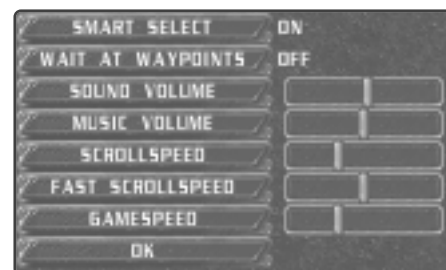 SMART SELECT ON
WAIT AT WAYPOINTS OFF
SOUND VOLUME
MUSIC VOLUME
SCROLLSPEED
FAST SCROLLSPEED
GAMESPEED
OK